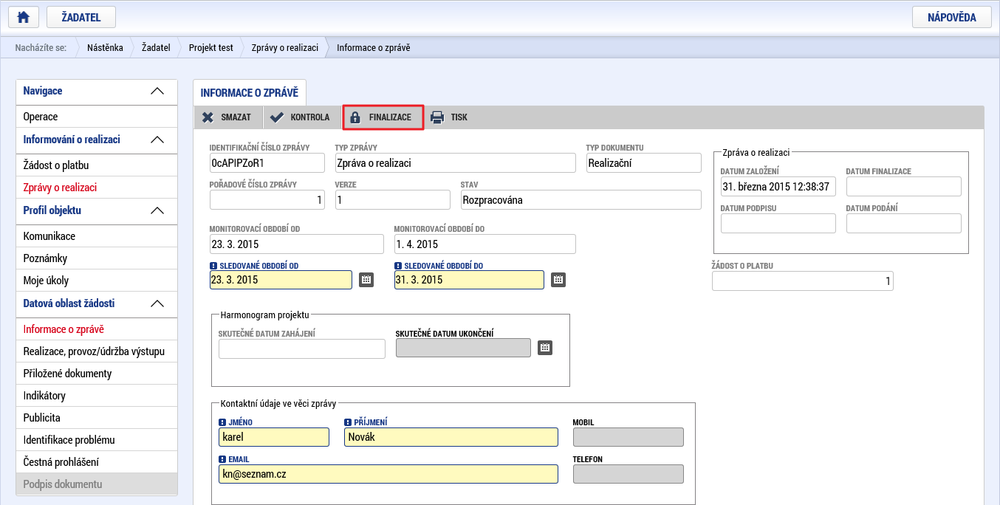 ŽADATEL
NÁPOVĚDA
Nacházíte se: Nástěnka Žadatel Projekt test Zprávy o realizaci Informace o zprávě
Navigace
Operace
Informování o realizaci
Žádost o platbu
Zprávy o realizaci
Profil objektu
Komunikace
Poznámky
Moje úkoly
Datová oblast žádosti
Informace o zprávě
Realizace, provoz/údržba výstupu
Přiložené dokumenty
Indikátory
Publicita
Identifikace problému
Čestná prohlášení
Podpis dokumentu
INFORMACE O ZPRÁVĚ
SMAZAT KONTROLA FINALIZACE TISK
IDENTIFIKAČNÍ ČÍSLO ZPRÁVY TYP ZPRÁVY TYP DOKUMENTU
0cAPIPZoR1 Zpráva o realizaci Realizační
POŘADOVÉ ČÍSLO ZPRÁVY VERZE STAV
1 1 Rozpracována
Zpráva o realizaci
DATUM ZALOŽENÍ DATUM FINALIZACE
31. března 2015 12:38:37
DATUM PODPISU DATUM PODÁNÍ
MONITOROVACÍ OBDOBÍ OD MONITOROVACÍ OBDOBÍ DO
23. 3. 2015 1. 4. 2015
SLEDOVANÉ OBDOBÍ OD SLEDOVANÉ OBDOBÍ DO
23. 3. 2015 31. 3. 2015
ŽÁDOST O PLATBU
1
Harmonogram projektu
SKUTEČNÉ DATUM ZAHÁJENÍ SKUTEČNÉ DATUM UKONČENÍ
Kontaktní údaje ve věci zprávy
JMÉNO PŘÍJMENÍ MOBIL
karel Novák
EMAIL TELEFON
kn@seznam.cz